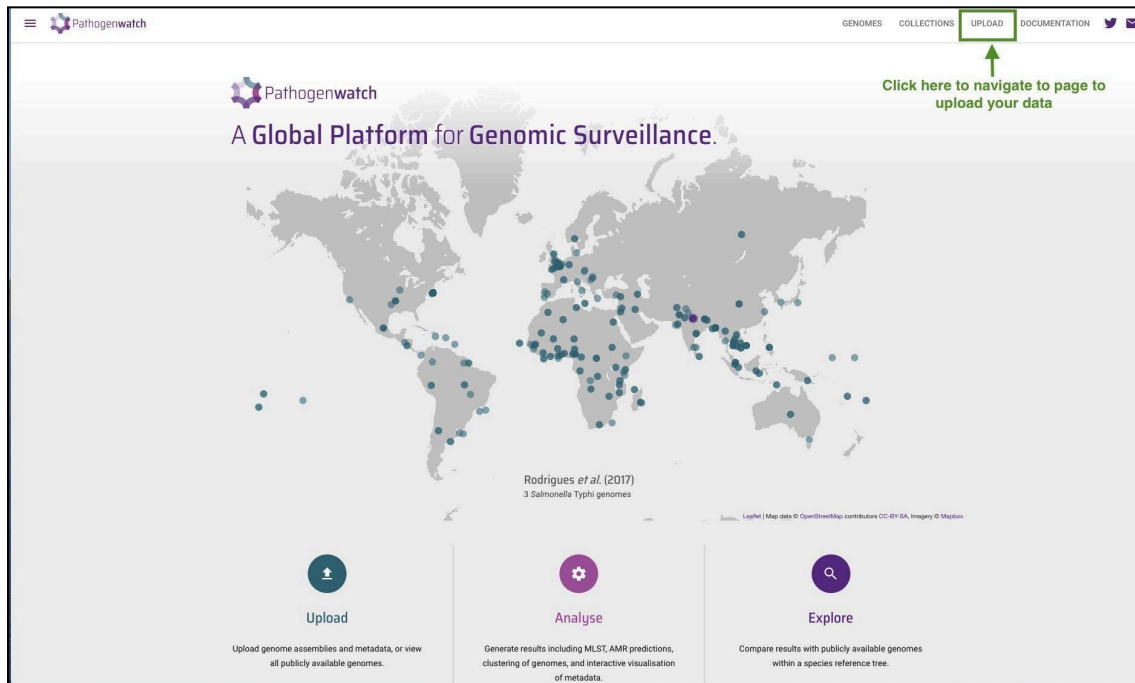 Pathogenwatch
GENOMES COLLECTIONS UPLOAD DOCUMENTATION
Click here to navigate to page to
upload your data
Pathogenwatch
A Global Platform for Genomic Surveillance.
Rodrigues et al. (2017)
3 Salmonella Typhi genomes
Leaflet | Map data © OpenStreetMap contributors CC-BY-SA, Imagery © Mapbox
Upload
Upload genome assemblies and metadata, or view
all publicly available genomes.
Analyse
Generate results including MLST, AMR predictions,
clustering of genomes, and interactive visualisation
of metadata.
Explore
Compare results with publicly available genomes
within a species reference tree.